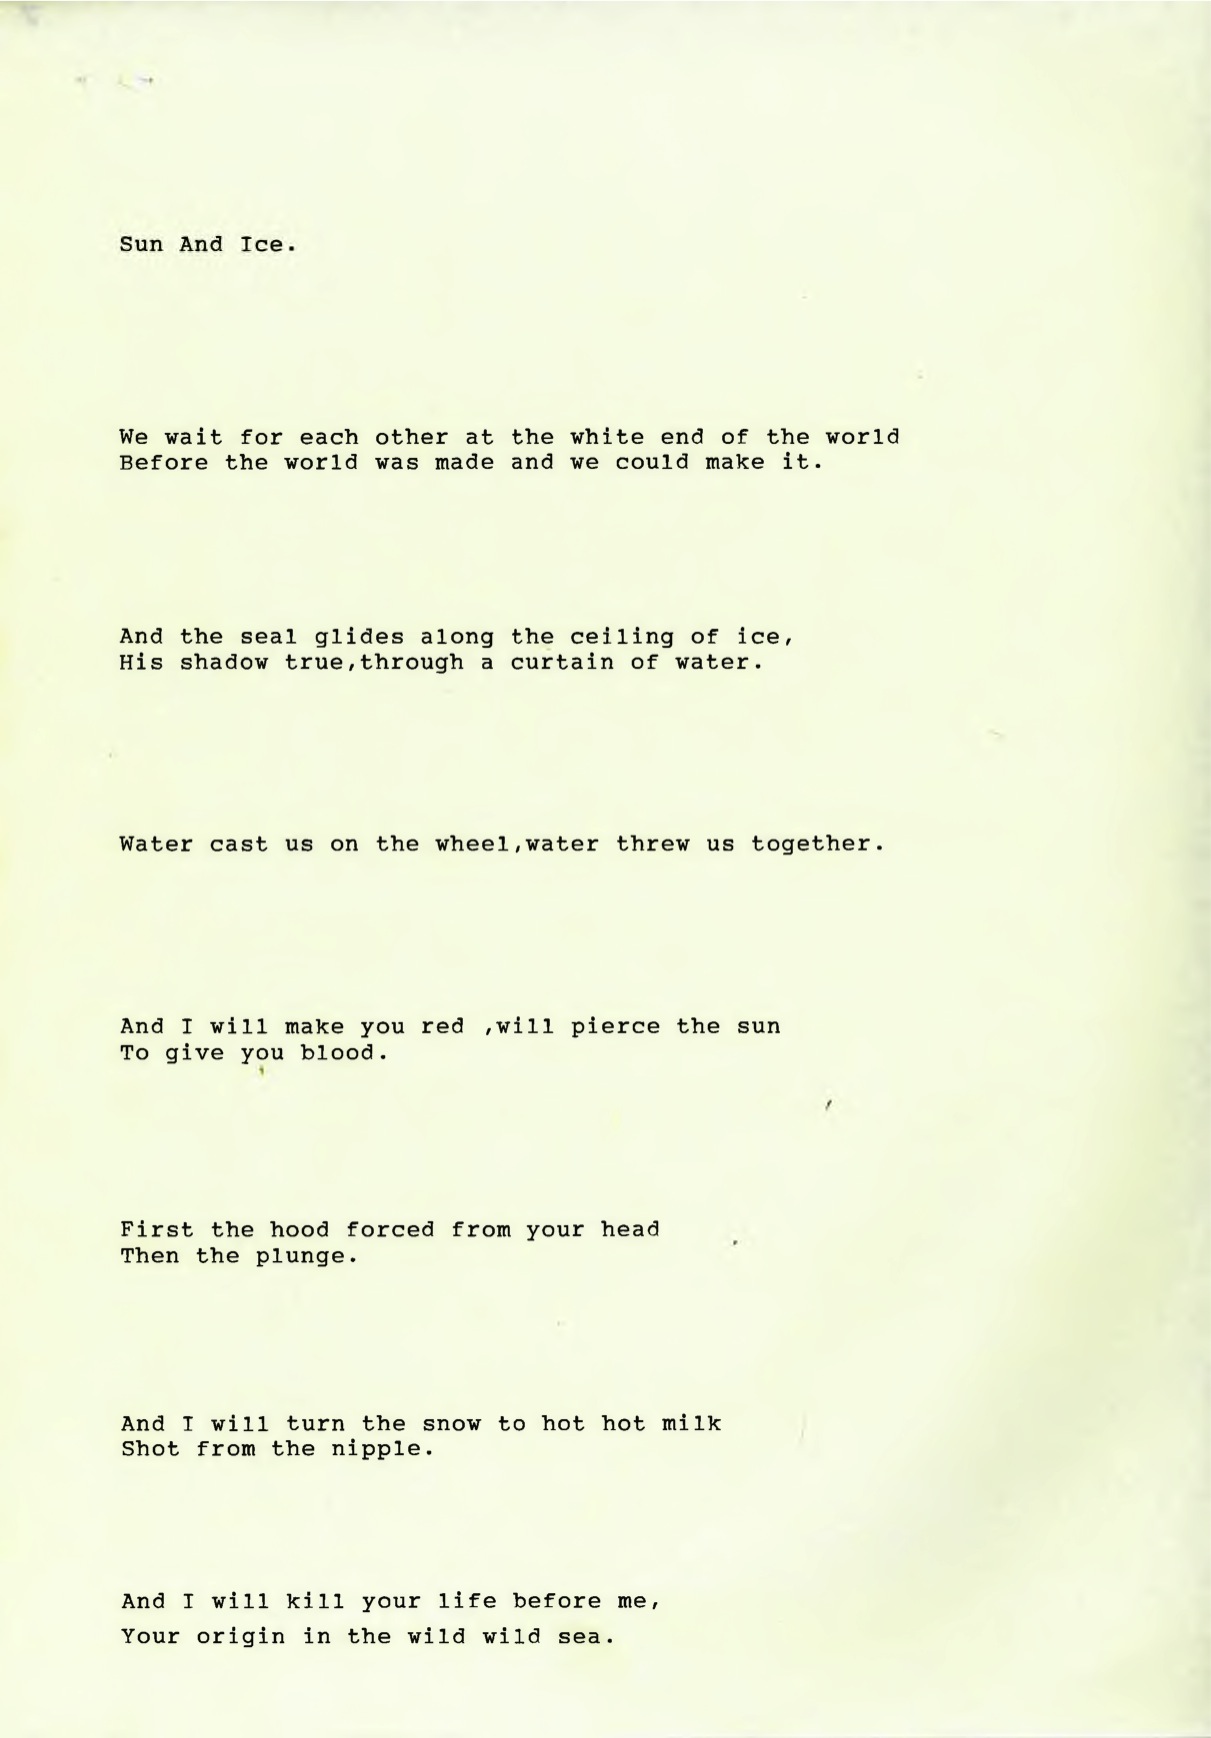 Sun And Ice.
We wait for each other at the white end of the world
Before the world was made and we could make it.
And the seal glides along the ceiling of ice,
His shadow true,through a curtain of water.
Water cast us on the wheel,water threw us together.
And I will make you red ,will pierce the sun
To give you blood.
First the hood forced from your head
Then the plunge.
And I will turn the snow to hot hot milk
Shot from the nipple.
And I will kill your life before me,
Your origin in the wild wild sea.